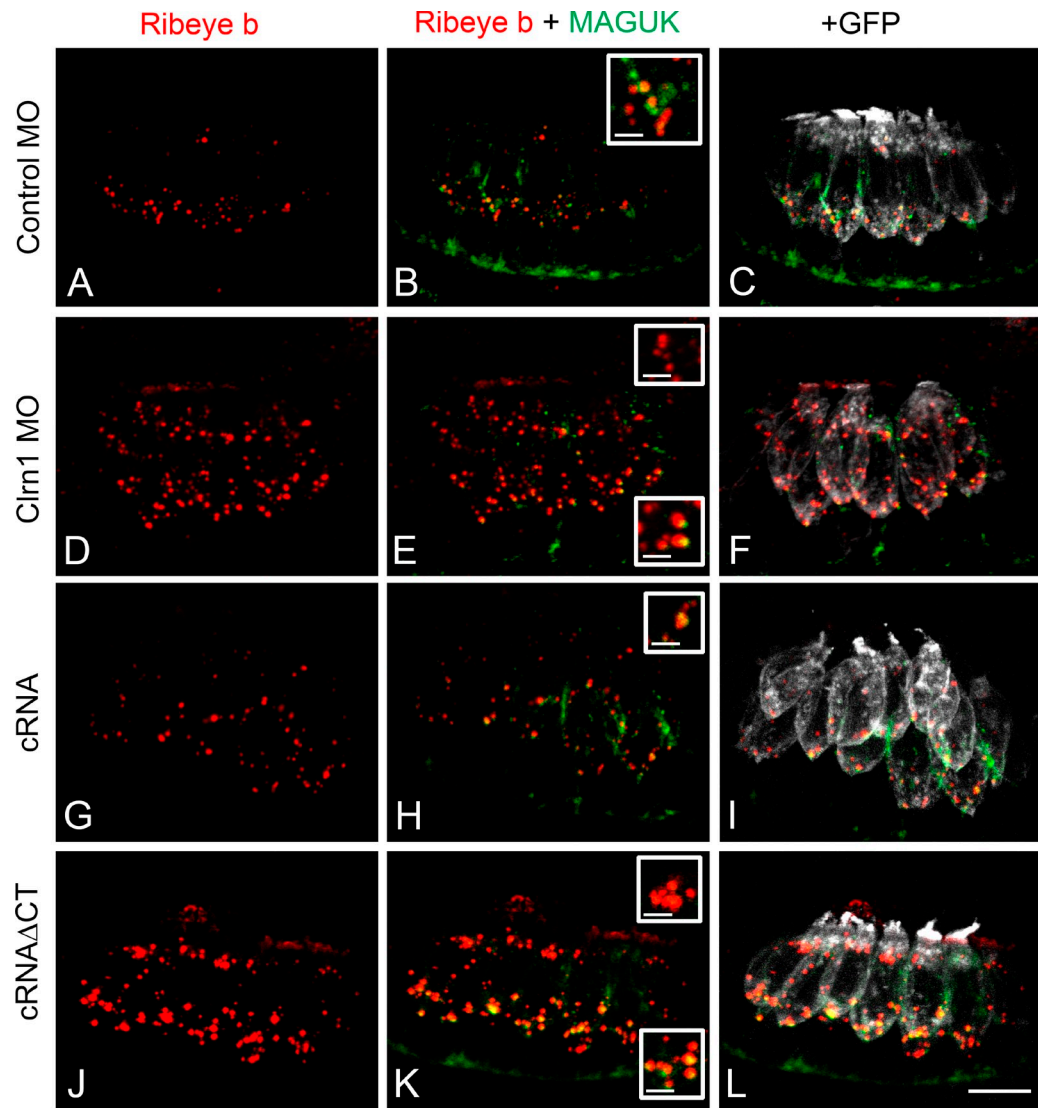 Ribeye b
Ribeye b + MAGUK
+GFP
Control MO
A
B
C
Clrn1 MO
D
E
F
cRNA
G
H
I
cRNAΔCT
J
K
L